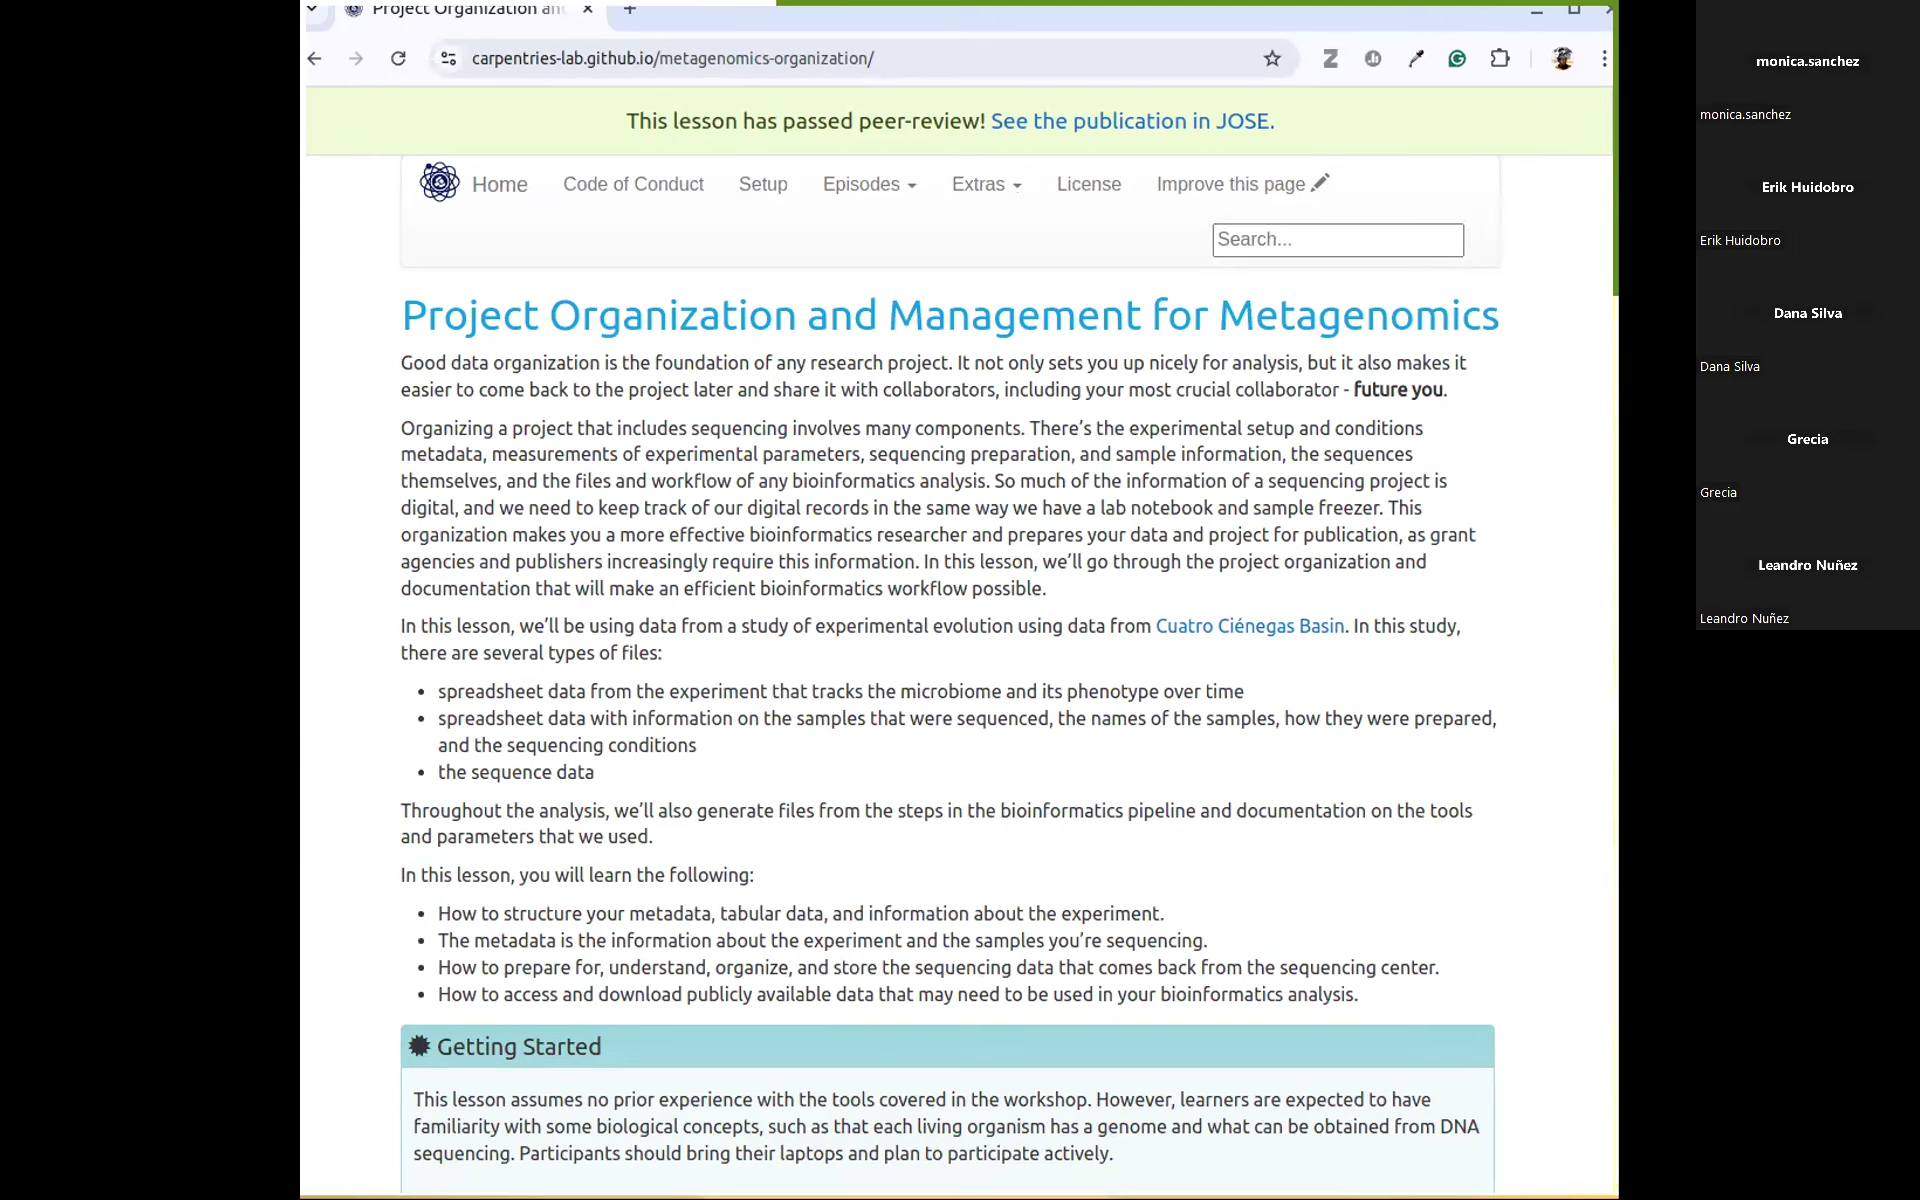 Project Organization and
carpentries-lab.github.io/metagenomics-organization/
This lesson has passed peer-review! See the publication in JOSE.
Home Code of Conduct Setup Episodes Extras License Improve this page
Search...
Project Organization and Management for Metagenomics
Good data organization is the foundation of any research project. It not only sets you up nicely for analysis, but it also makes it
easier to come back to the project later and share it with collaborators, including your most crucial collaborator - future you.
Organizing a project that includes sequencing involves many components. There’s the experimental setup and conditions
metadata, measurements of experimental parameters, sequencing preparation, and sample information, the sequences
themselves, and the files and workflow of any bioinformatics analysis. So much of the information of a sequencing project is
digital, and we need to keep track of our digital records in the same way we have a lab notebook and sample freezer. This
organization makes you a more effective bioinformatics researcher and prepares your data and project for publication, as grant
agencies and publishers increasingly require this information. In this lesson, we’ll go through the project organization and
documentation that will make an efficient bioinformatics workflow possible.
In this lesson, we’ll be using data from a study of experimental evolution using data from Cuatro Ciénegas Basin. In this study,
there are several types of files:
• spreadsheet data from the experiment that tracks the microbiome and its phenotype over time
• spreadsheet data with information on the samples that were sequenced, the names of the samples, how they were prepared,
and the sequencing conditions
• the sequence data
Throughout the analysis, we’ll also generate files from the steps in the bioinformatics pipeline and documentation on the tools
and parameters that we used.
In this lesson, you will learn the following:
• How to structure your metadata, tabular data, and information about the experiment.
• The metadata is the information about the experiment and the samples you’re sequencing.
• How to prepare for, understand, organize, and store the sequencing data that comes back from the sequencing center.
• How to access and download publicly available data that may need to be used in your bioinformatics analysis.
Getting Started
This lesson assumes no prior experience with the tools covered in the workshop. However, learners are expected to have
familiarity with some biological concepts, such as that each living organism has a genome and what can be obtained from DNA
sequencing. Participants should bring their laptops and plan to participate actively.
monica.sanchez
monica.sanchez
Erik Huidobro
Erik Huidobro
Dana Silva
Dana Silva
Grecia
Grecia
Leandro Nuñez
Leandro Nuñez